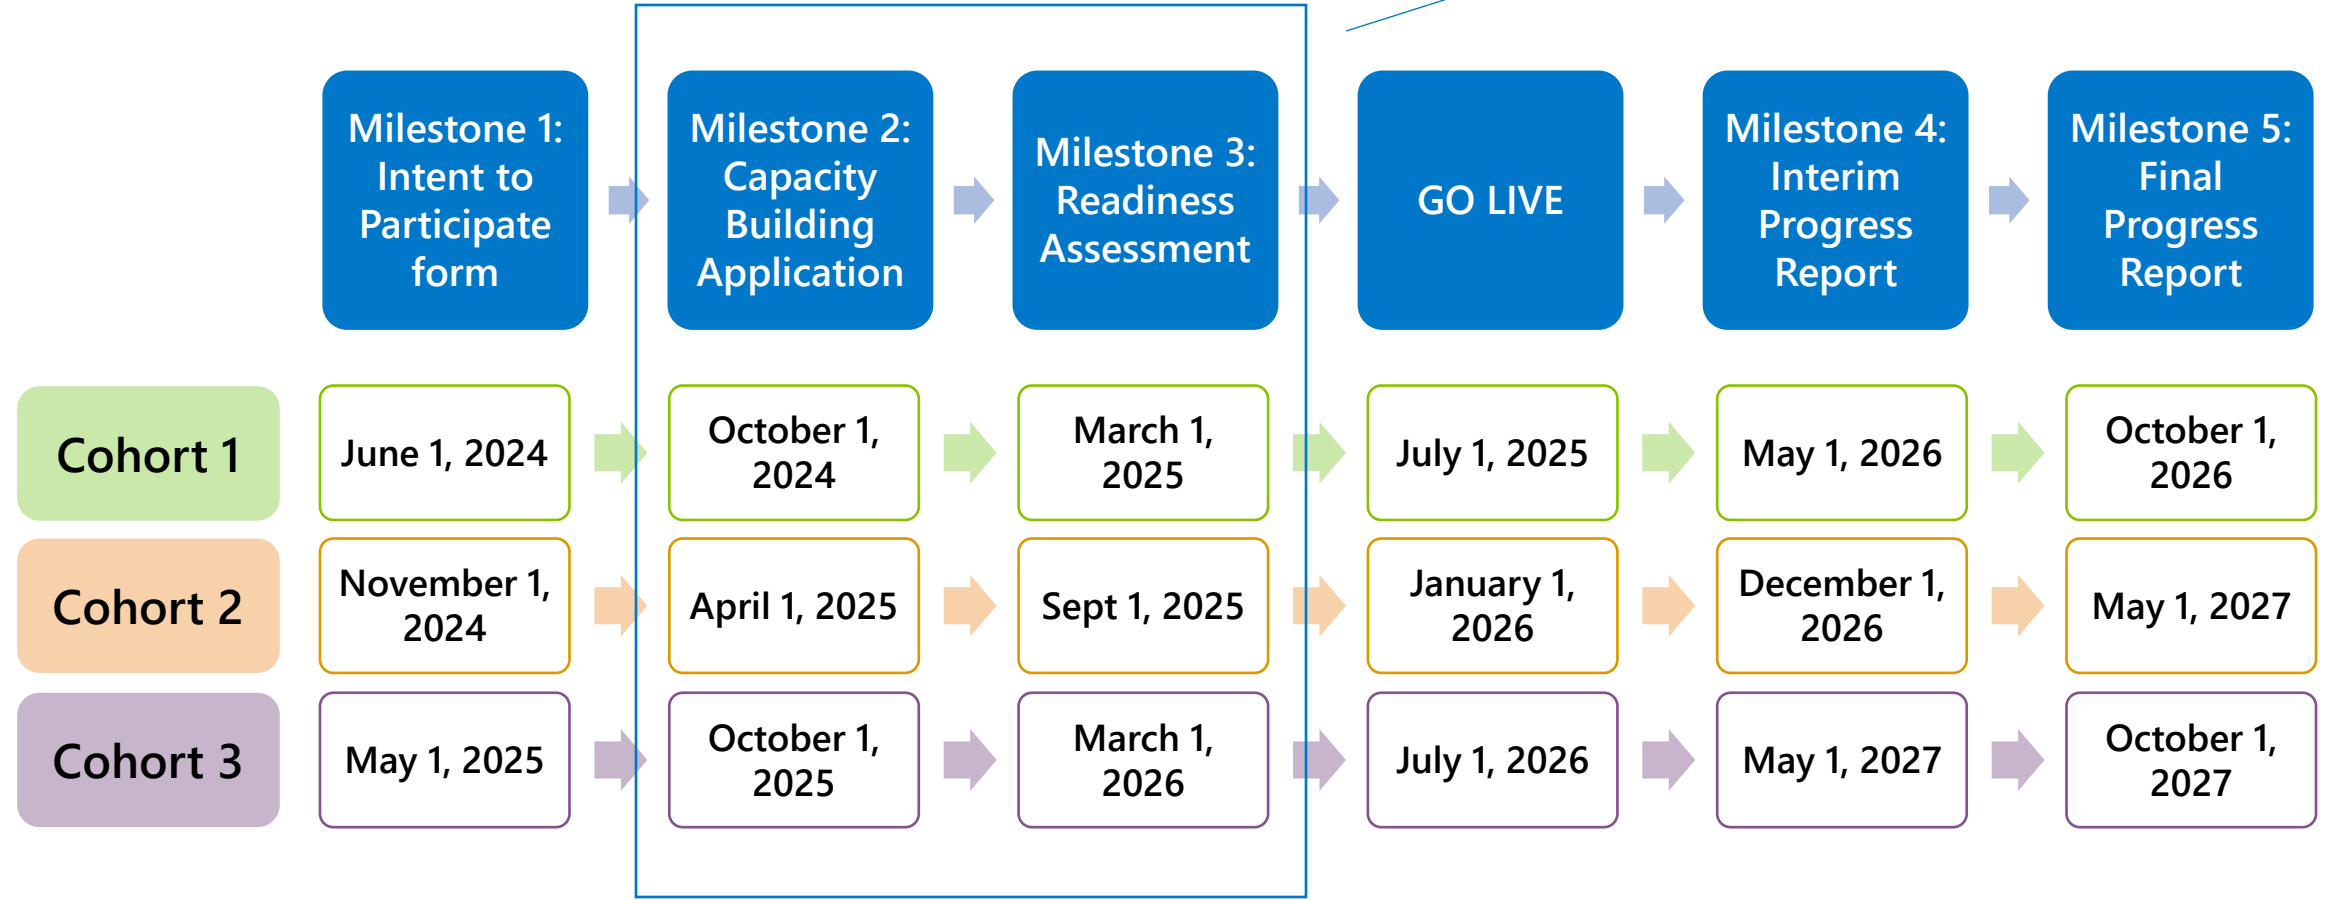 Milestone 1:
Intent to
Participate
form
Milestone 2:
Capacity
Building
Application
Milestone 3:
Readiness
Assessment
GO LIVE
Milestone 4:
Interim
Progress
Report
Milestone 5:
Final
Progress
Report
Cohort 1
June 1, 2024
October 1,
2024
March 1,
2025
July 1, 2025
May 1, 2026
October 1,
2026
Cohort 2
November 1,
2024
April 1, 2025
Sept 1, 2025
January 1,
2026
December 1,
2026
May 1, 2027
Cohort 3
May 1, 2025
October 1,
2025
March 1,
2026
July 1, 2026
May 1, 2027
October 1,
2027